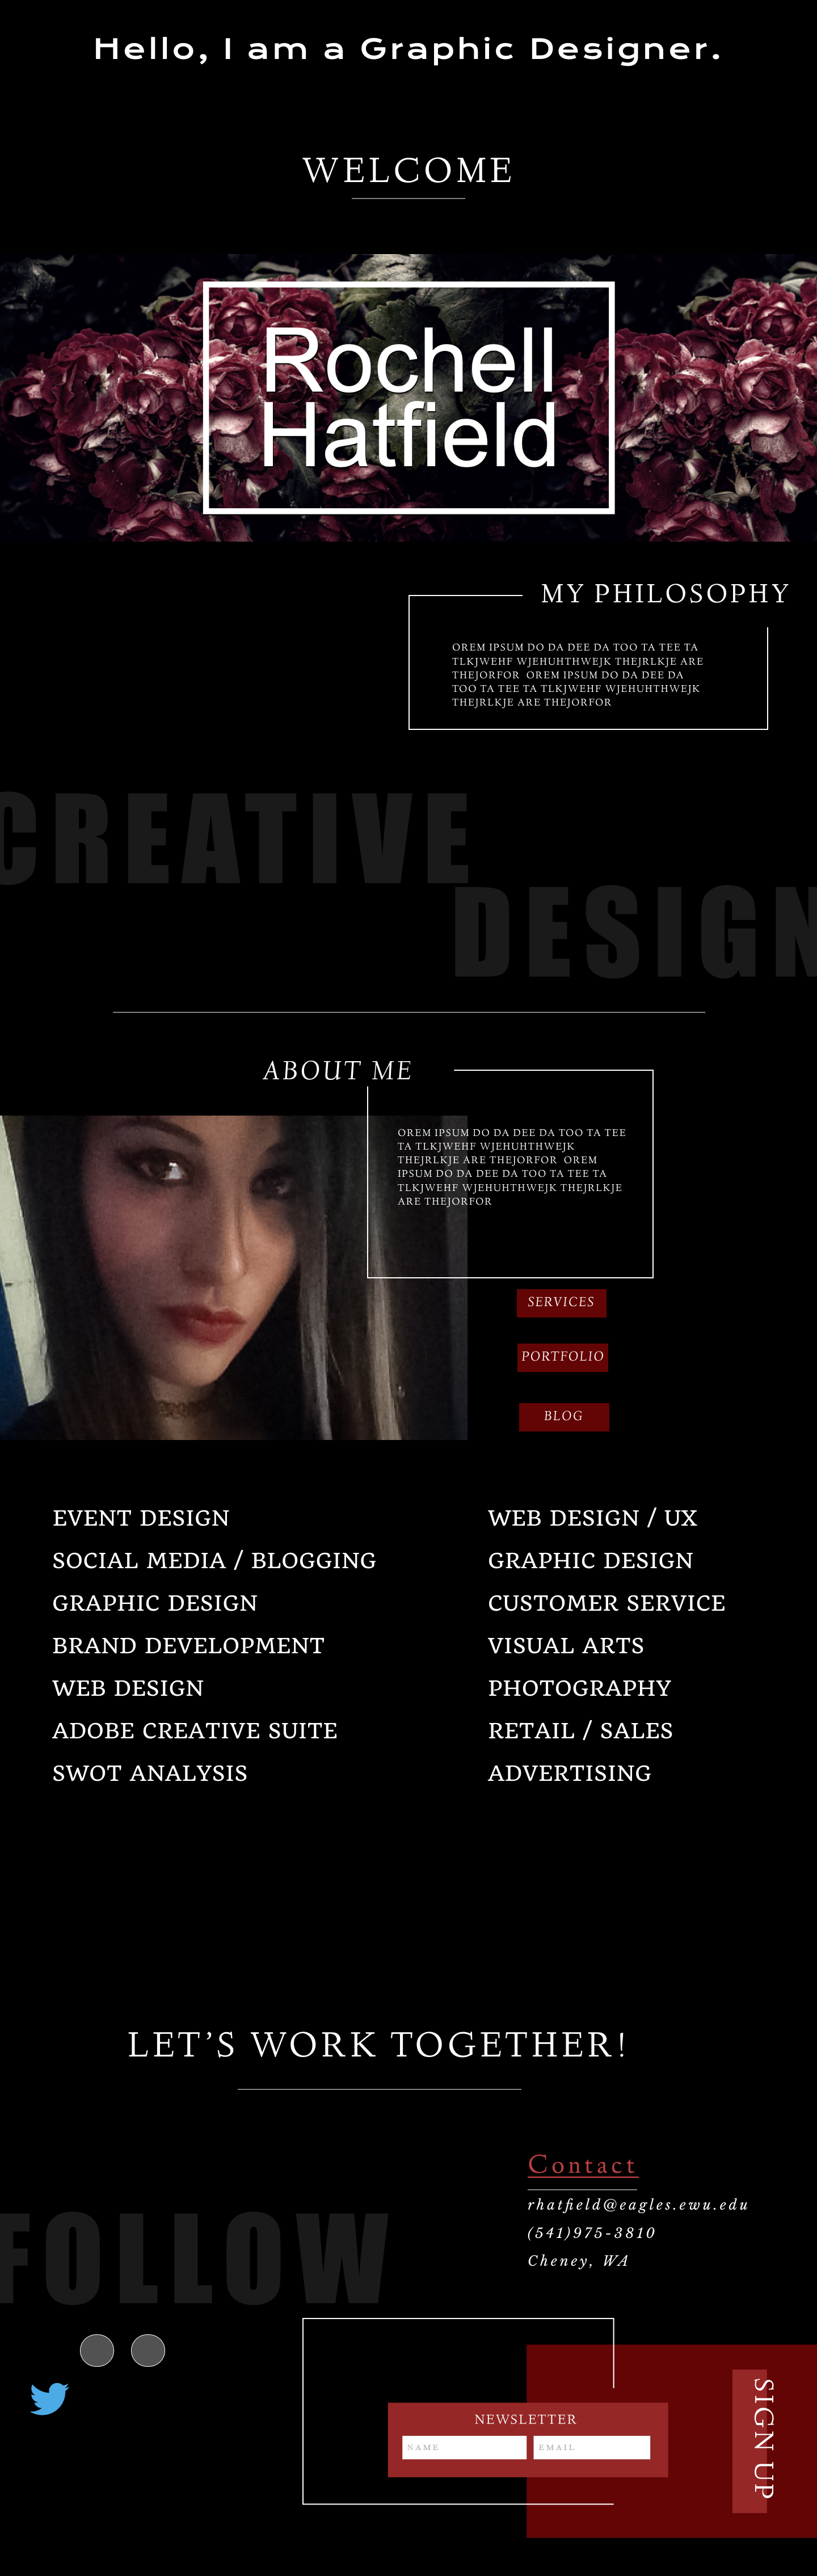 Hello, I am a Graphic Designer.
WELCOME
Rochell
Hatfield
MY PHILOSOPHY
OREM IPSUM DO DA DEE DA TOO TA TEE TA
TLKJWEHF WJEHUHTHWEJK THEJRLKJE ARE
THEJORFOR OREM IPSUM DO DA DEE DA
TOO TA TEE TA TLKJWEHF WJEHUHTHWEJK
THEJRLKJE ARE THEJORFOR
CREATIVE
DESIGN
ABOUT ME
OREM IPSUM DO DA DEE DA TOO TA TEE
TA TLKJWEHF WJEHUHTHWEJK
THEJRLKJE ARE THEJORFOR OREM
IPSUM DO DA DEE DA TOO TA TEE TA
TLKJWEHF WJEHUHTHWEJK THEJRLKJE
ARE THEJORFOR
SERVICES
PORTFOLIO
BLOG
EVENT DESIGN
SOCIAL MEDIA / BLOGGING
GRAPHIC DESIGN
BRAND DEVELOPMENT
WEB DESIGN
ADOBE CREATIVE SUITE
SWOT ANALYSIS
WEB DESIGN / UX
GRAPHIC DESIGN
CUSTOMER SERVICE
VISUAL ARTS
PHOTOGRAPHY
RETAIL / SALES
ADVERTISING
LET’S WORK TOGETHER!
Contact
rhatfield@eagles.ewu.edu
(541)975-3810
Cheney, WA
FOLLOW
NEWSLETTER
NAME
EMAIL
SIGN UP